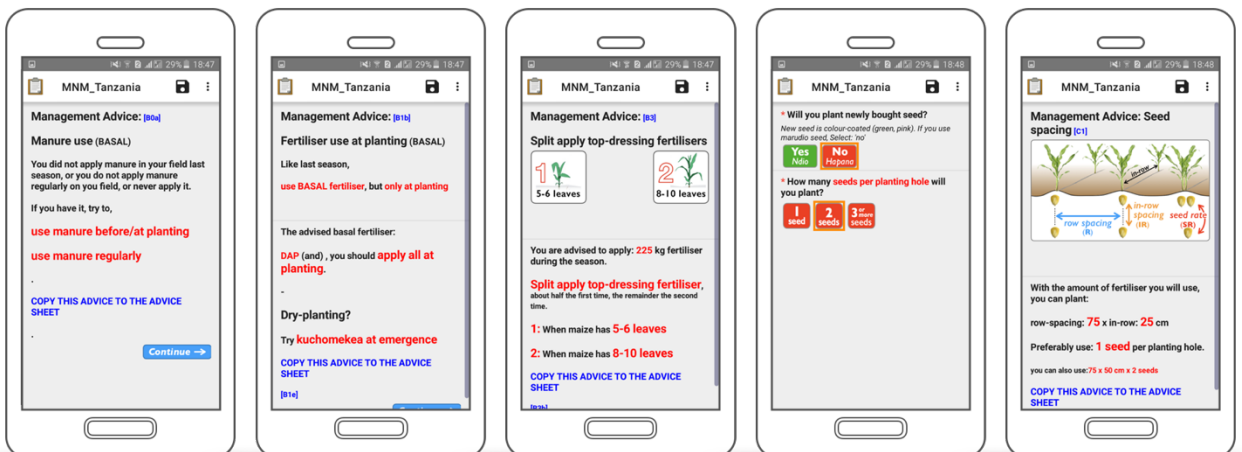 29% 18:47
MNM_Tanzania
Management Advice: [B0a]
Manure use (BASAL)
You did not apply manure in your field last
season, or you do not apply manure
regularly on you field, or never apply it.
If you have it, try to,
use manure before/at planting
use manure regularly
.
COPY THIS ADVICE TO THE ADVICE
SHEET
.
Continue →
29% 18:47
MNM_Tanzania
Management Advice: [B1b]
Fertiliser use at planting (BASAL)
Like last season,
use BASAL fertiliser, but only at planting
The advised basal fertiliser:
DAP (and) , you should apply all at
planting.
-
Dry-planting?
Try kuchomekea at emergence
COPY THIS ADVICE TO THE ADVICE
SHEET
[B1e]
29% 18:47
MNM_Tanzania
Management Advice: [B3]
Split apply top-dressing fertilisers
1
5-6 leaves
2
8-10 leaves
You are advised to apply: 225 kg fertiliser
during the season.
Split apply top-dressing fertiliser,
about half the first time, the remainder the second
time.
1: When maize has 5-6 leaves
2: When maize has 8-10 leaves
COPY THIS ADVICE TO THE ADVICE
SHEET
[B3b]
29% 18:48
MNM_Tanzania
* Will you plant newly bought seed?
New seed is colour-coated (green, pink). If you use
marudio seed, Select: 'no'
Yes
Ndio
No
Hapana
* How many seeds per planting hole will
you plant?
1
seed
2
seeds
3 or more
seeds
29% 18:48
MNM_Tanzania
Management Advice: Seed
spacing [C1]
in-row
row spacing
(R)
in-row
spacing
(IR)
seed rate
(SR)
With the amount of fertiliser you will use,
you can plant:
row-spacing: 75 x in-row: 25 cm
Preferably use: 1 seed per planting hole.
you can also use:75 x 50 cm x 2 seeds
COPY THIS ADVICE TO THE ADVICE
SHEET